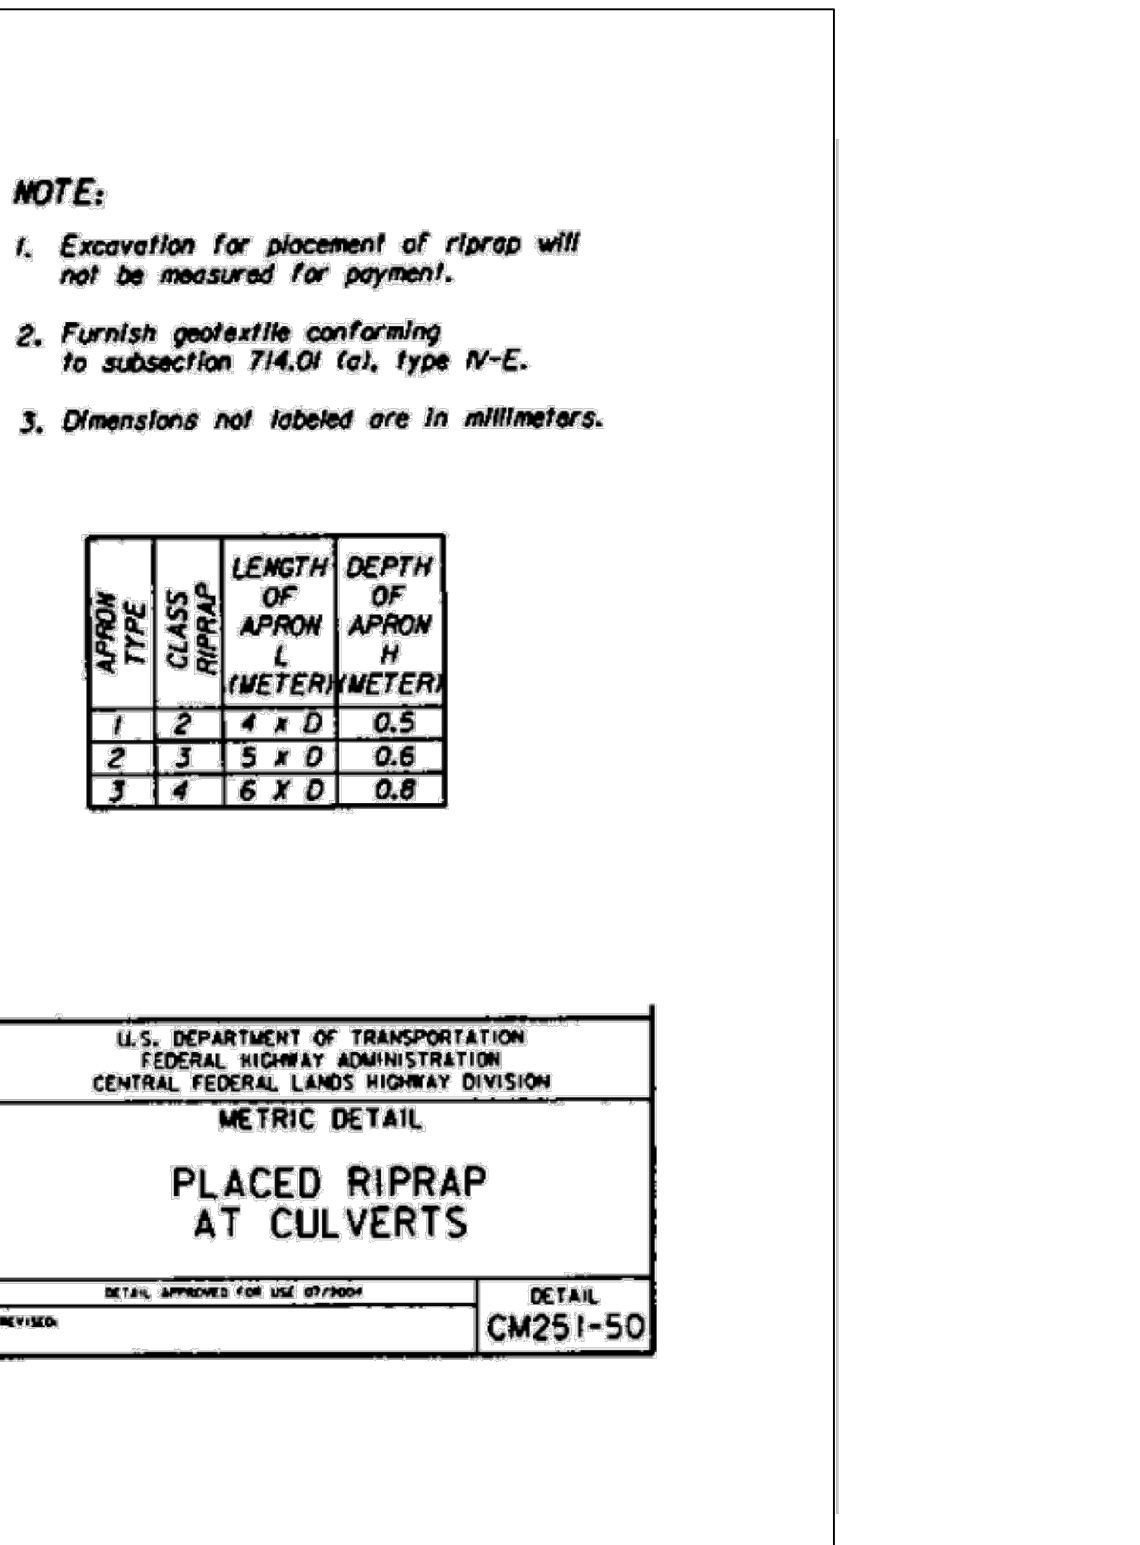 NOTE:
1. Excavation for placement of riprap will
not be measured for payment.
2. Furnish geotextile conforming
to subsection 714.01 (a), type IV-E.
3. Dimensions not labeled are in millimeters.
APRON TYPE
CLASS RIPRAP
LENGTH OF APRON L (METER)
DEPTH OF APRON H (METER)
1 2 4 x D 0.5
2 3 5 x D 0.6
3 4 6 X D 0.8
U.S. DEPARTMENT OF TRANSPORTATION
FEDERAL HIGHWAY ADMINISTRATION
CENTRAL FEDERAL LANDS HIGHWAY DIVISION
METRIC DETAIL
PLACED RIPRAP
AT CULVERTS
DETAIL APPROVED FOR USE 07/2004
REVISED:
DETAIL
CM251-50